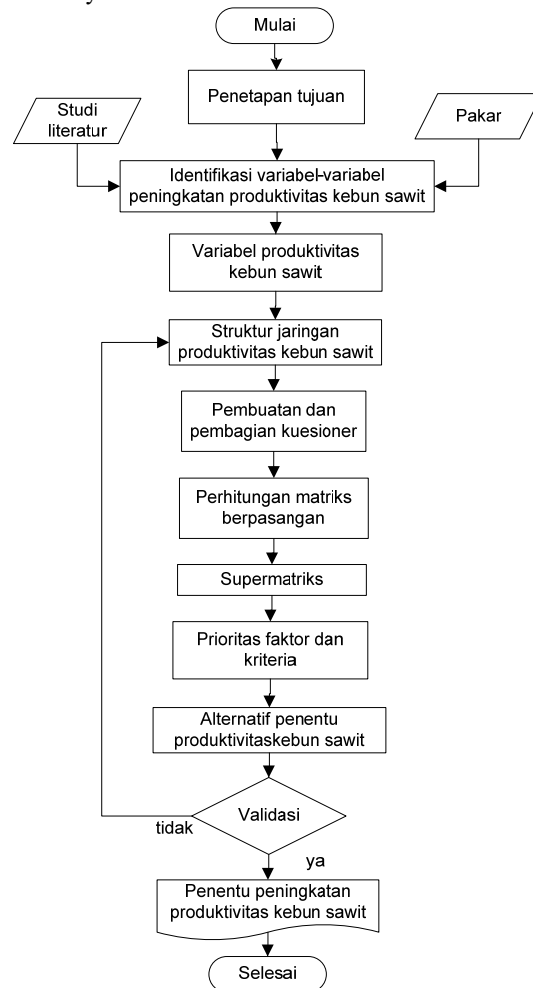 Mulai
Penetapan tujuan
Studi
literatur
Pakar
Identifikasi variabel-variabel
peningkatan produktivitas kebun sawit
Variabel produktivitas
kebun sawit
Struktur jaringan
produktivitas kebun sawit
Pembuatan dan
pembagian kuesioner
Perhitungan matriks
berpasangan
Supermatriks
Prioritas faktor dan
kriteria
Alternatif penentu
produktivitaskebun sawit
Validasi
tidak
ya
Penentu peningkatan
produktivitas kebun sawit
Selesai